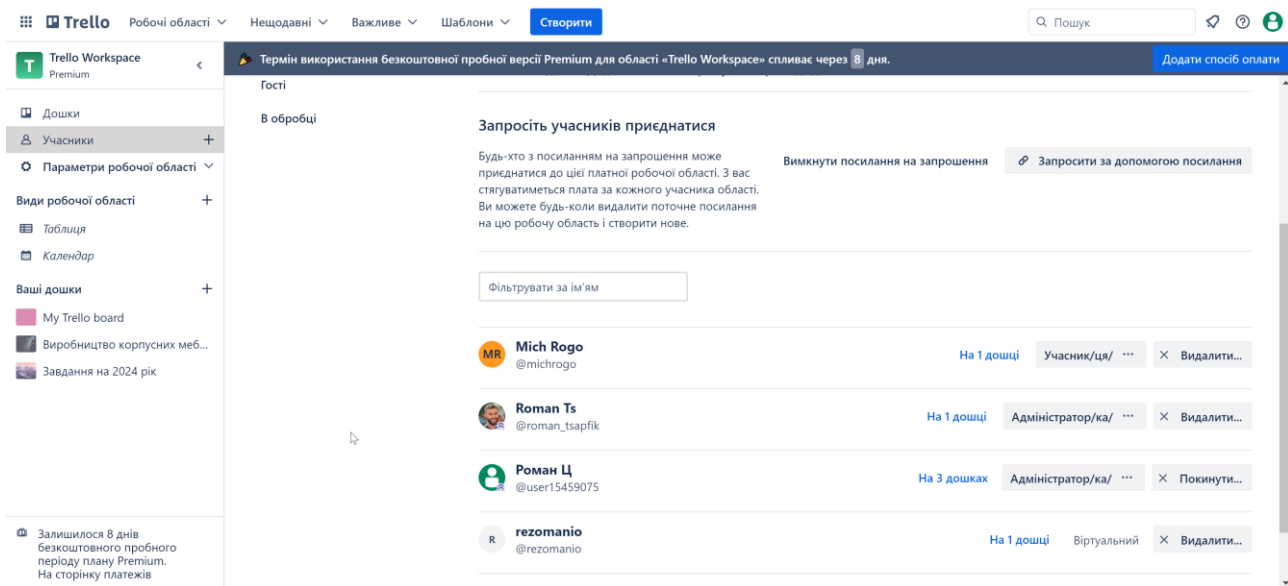 Trello
Робочі області
Нещодавні
Важливе
Шаблони
Створити
Пошук
T
Trello Workspace
Premium
Термін використання безкоштовної пробної версії Premium для області «Trello Workspace» спливає через 8 дня.
Додати спосіб оплати
Дошки
Учасники
Параметри робочої області
Види робочої області
Таблиця
Календар
Ваші дошки
My Trello board
Виробництво корпусних меб...
Завдання на 2024 рік
Залишилося 8 днів
безкоштовного пробного
періоду плану Premium.
На сторінку платежів
Гості
В обробці
Запросіть учасників приєднатися
Будь-хто з посиланням на запрошення може
приєднатися до цієї платної робочої області. З вас
стягуватиметься плата за кожного учасника області.
Ви можете будь-коли видалити поточне посилання
на цю робочу область і створити нове.
Вимкнути посилання на запрошення
Запросити за допомогою посилання
Фільтрувати за ім'ям
MR
Mich Rogo
@michrogo
На 1 дошці
Учасник/ця/ ···
Видалити...
Roman Ts
@roman_tsapfik
На 1 дошці
Адміністратор/ка/ ···
Видалити...
Роман Ц
@user15459075
На 3 дошках
Адміністратор/ка/ ···
Покинути...
R
rezomanio
@rezomanio
На 1 дошці
Віртуальний
Видалити...